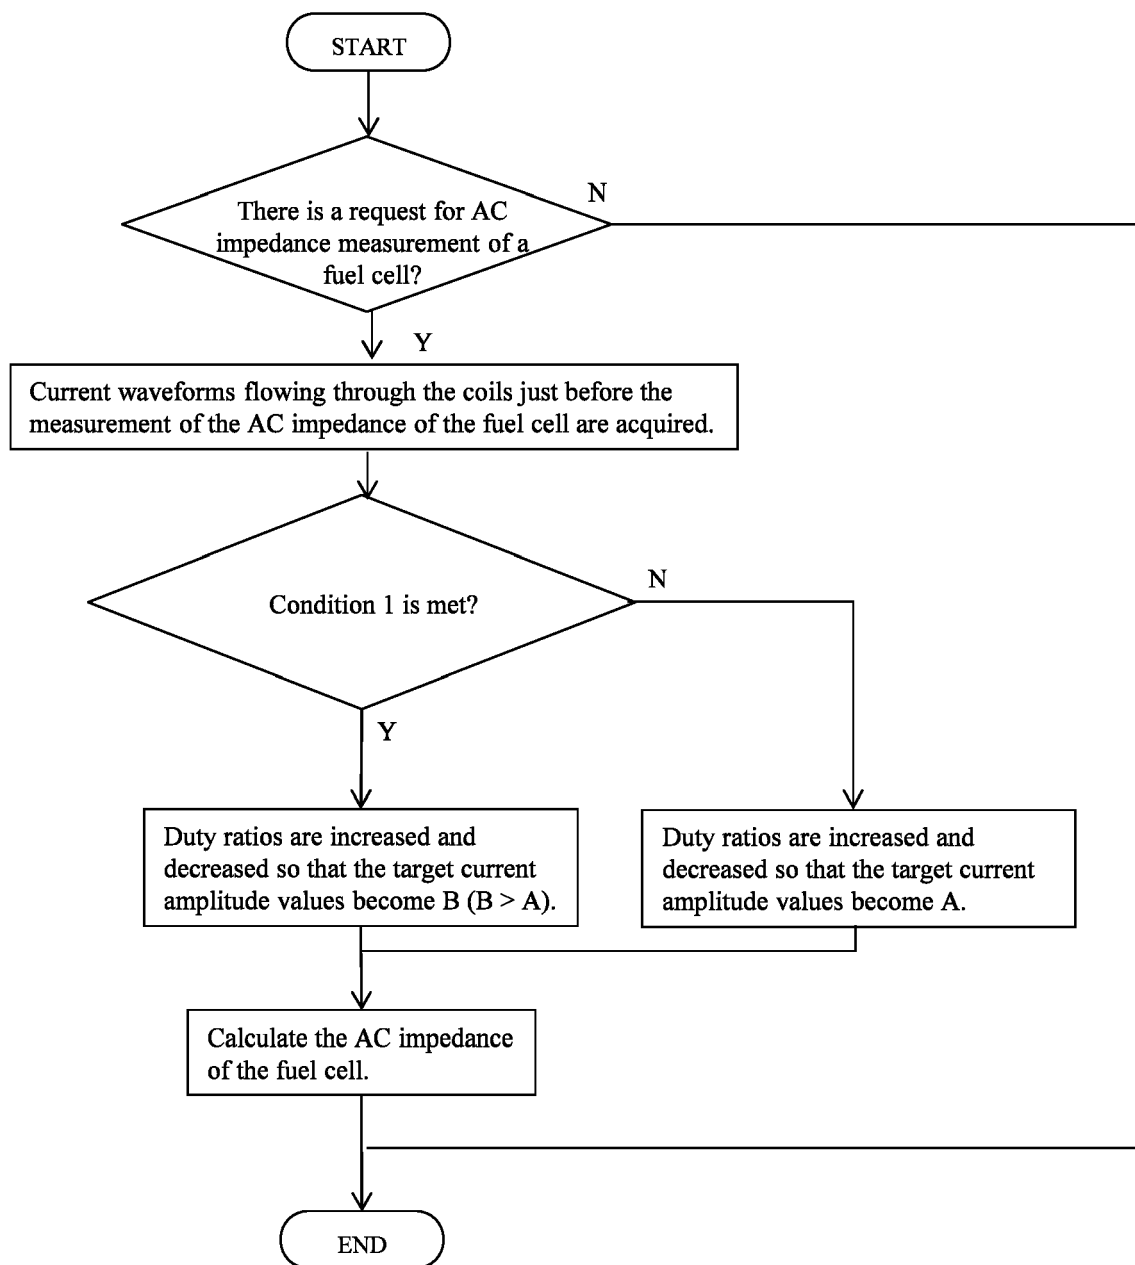 START
N
There is a request for AC
impedance measurement of a
fuel cell?
Y
Current waveforms flowing through the coils just before the
measurement of the AC impedance of the fuel cell are acquired.
N
Condition 1 is met?
Y
Duty ratios are increased and
decreased so that the target current
amplitude values become B (B > A).
Duty ratios are increased and
decreased so that the target current
amplitude values become A.
Calculate the AC impedance
of the fuel cell.
END